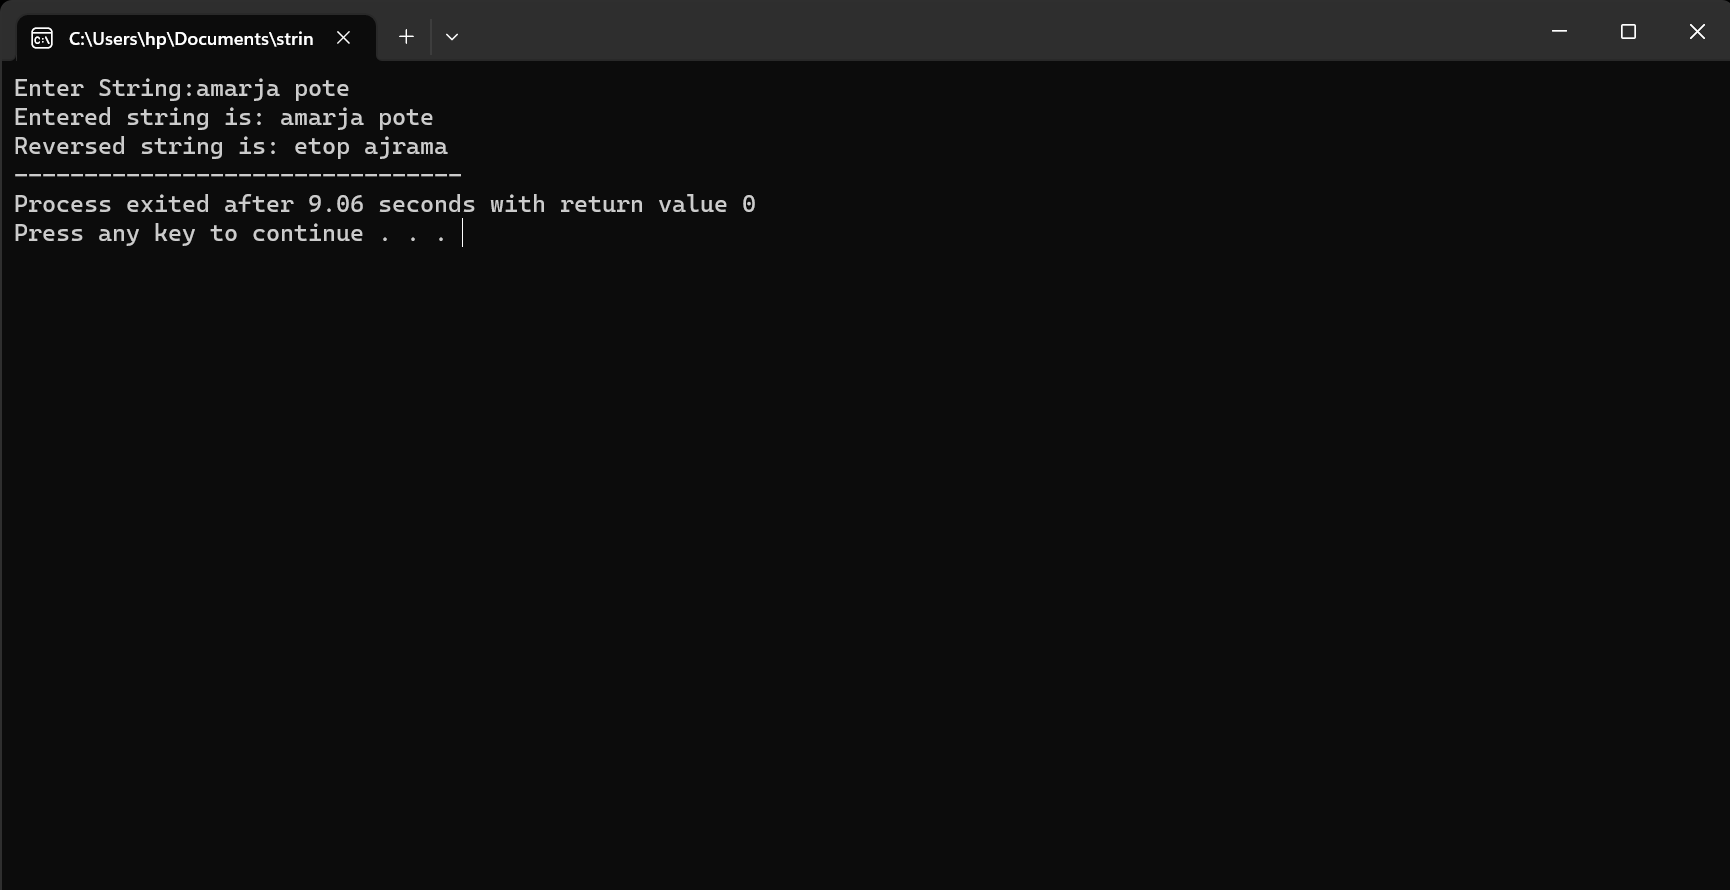 C:\Users\hp\Documents\strin
Enter String:amarja pote
Entered string is: amarja pote
Reversed string is: etop ajrama
--------------------------------
Process exited after 9.06 seconds with return value 0
Press any key to continue . . .